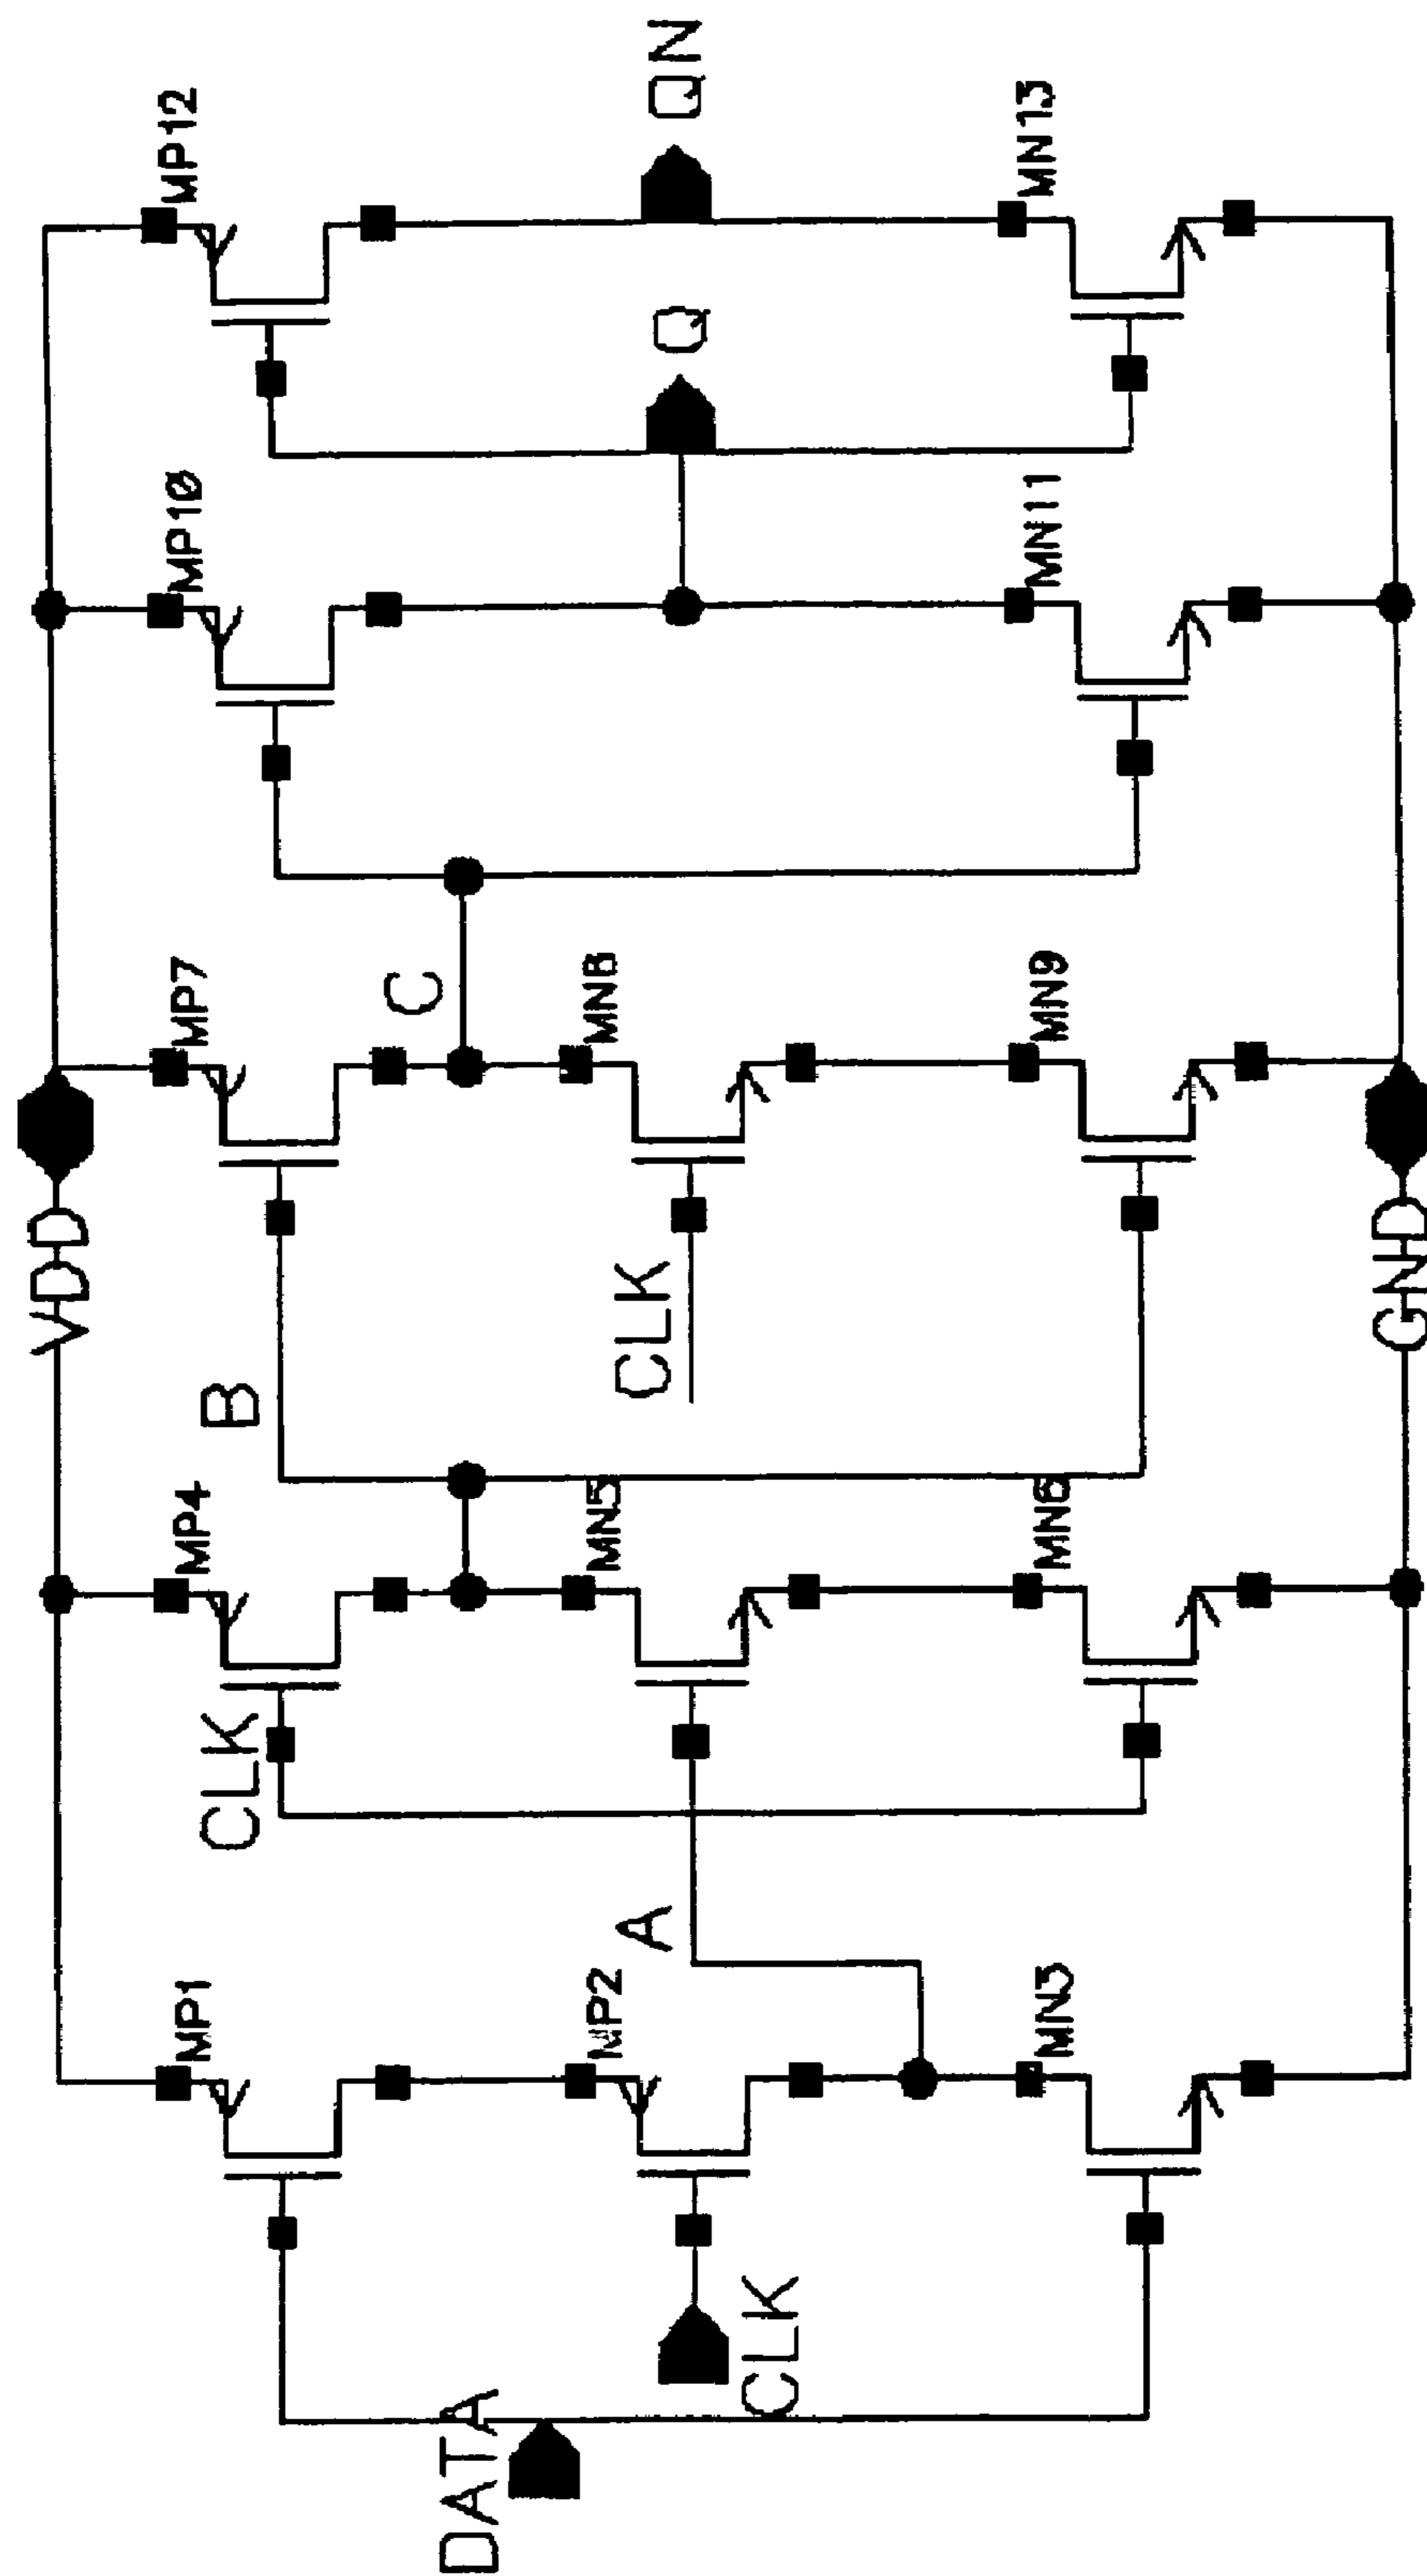 VDD
MP1
MP4
MP7
MP10
MP12
CLK
B
C
MP2
A
MN5
CLK
MN8
Q
QN
DATA
CLK
MN3
MN6
MN9
MN11
MN13
GND